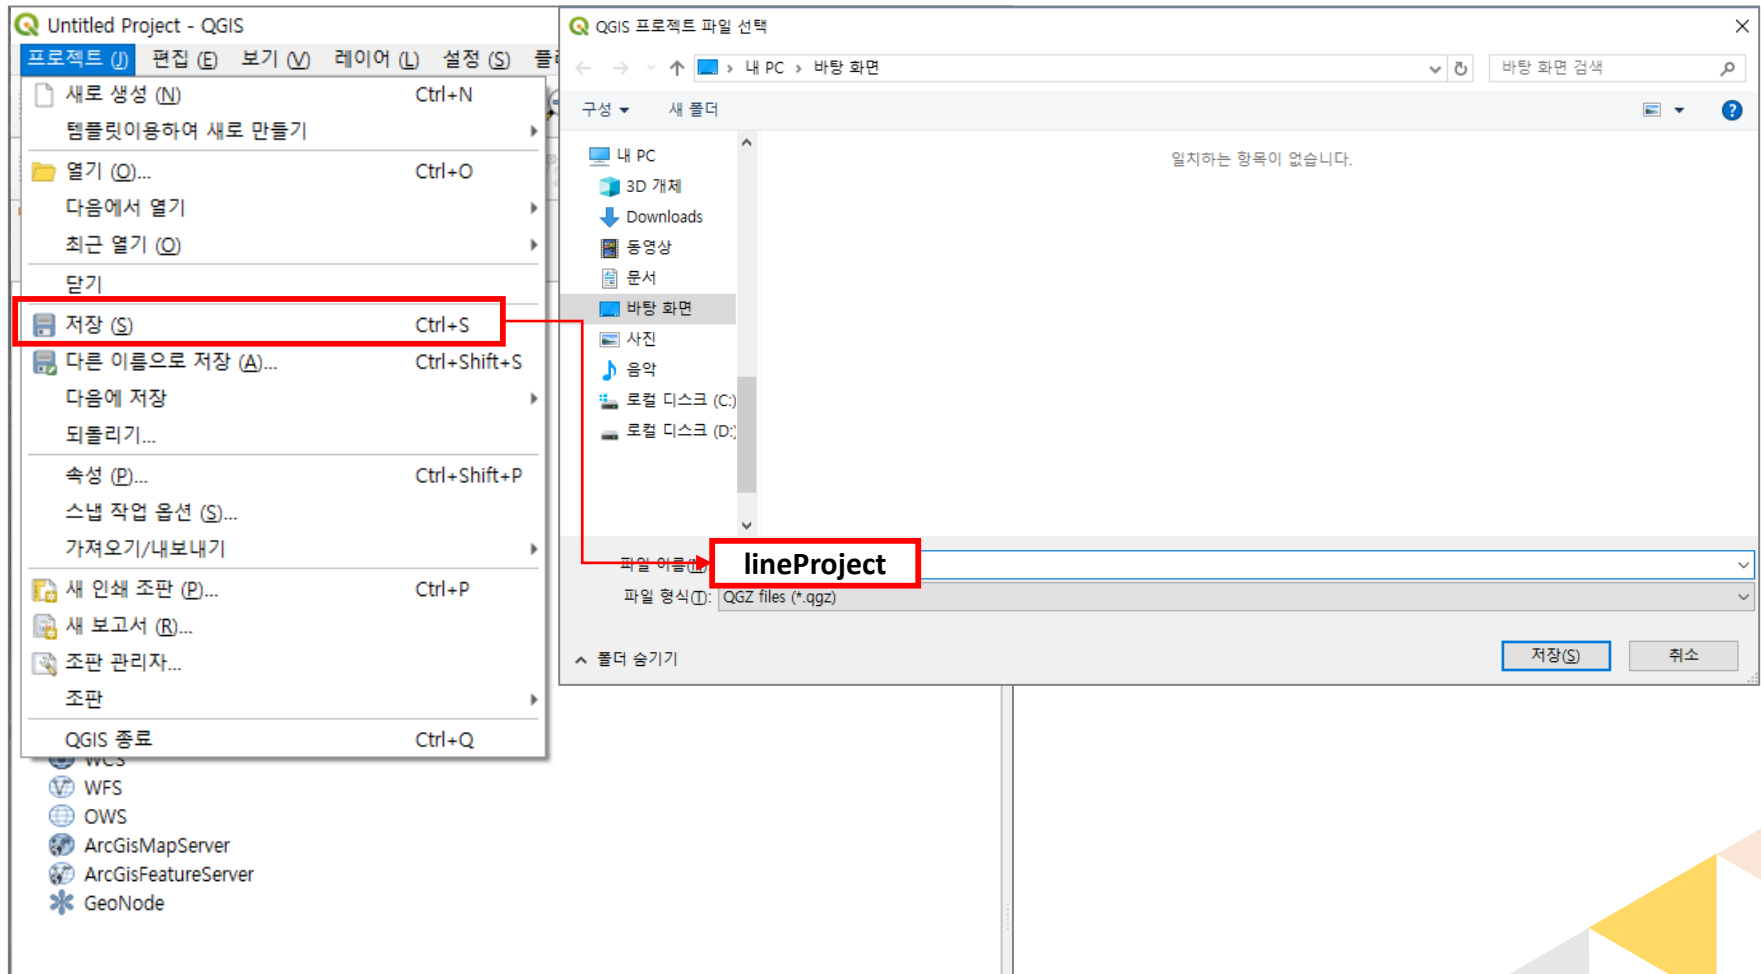 Untitled Project - QGIS
프로젝트 (J) 편집 (E) 보기 (V) 레이어 (L) 설정 (S)
새로 생성 (N) Ctrl+N
템플릿이용하여 새로 만들기
열기 (O)... Ctrl+O
다음에서 열기
최근 열기 (O)
닫기
저장 (S) Ctrl+S
다른 이름으로 저장 (A)... Ctrl+Shift+S
다음에 저장
되돌리기...
속성 (P)... Ctrl+Shift+P
스냅 작업 옵션 (S)...
가져오기/내보내기
새 인쇄 조판 (P)... Ctrl+P
새 보고서 (R)...
조판 관리자...
조판
QGIS 종료 Ctrl+Q
WCS
WFS
OWS
ArcGisMapServer
ArcGisFeatureServer
GeoNode
QGIS 프로젝트 파일 선택
내 PC › 바탕 화면
바탕 화면 검색
구성 새 폴더
일치하는 항목이 없습니다.
내 PC
3D 개체
Downloads
동영상
문서
바탕 화면
사진
음악
로컬 디스크 (C:)
로컬 디스크 (D:)
파일 이름(N): lineProject
파일 형식(T): QGZ files (*.qgz)
폴더 숨기기
저장(S) 취소